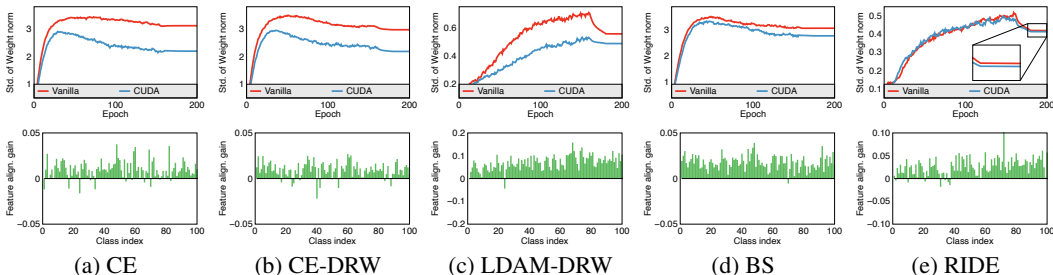 Std. of Weight norm
3
2
1
Vanilla
CUDA
0
100
200
Epoch
Std. of Weight norm
3
2
1
Vanilla
CUDA
0
100
200
Epoch
Std. of Weight norm
0.6
0.4
0.2
Vanilla
CUDA
0
100
200
Epoch
Std. of Weight norm
3
2
1
Vanilla
CUDA
0
100
200
Epoch
Std. of Weight norm
0.5
0.4
0.3
0.2
0.1
Vanilla
CUDA
0
100
200
Epoch
Feature align. gain
0.05
0
−0.05
0
20
40
60
80
100
Class index
Feature align. gain
0.05
0
−0.05
0
20
40
60
80
100
Class index
Feature align. gain
0.2
0.1
0
−0.1
−0.2
0
20
40
60
80
100
Class index
Feature align. gain
0.05
0
−0.05
0
20
40
60
80
100
Class index
Feature align. gain
0.10
0.05
0
−0.05
−0.10
0
20
40
60
80
100
Class index
(a) CE
(b) CE-DRW
(c) LDAM-DRW
(d) BS
(e) RIDE